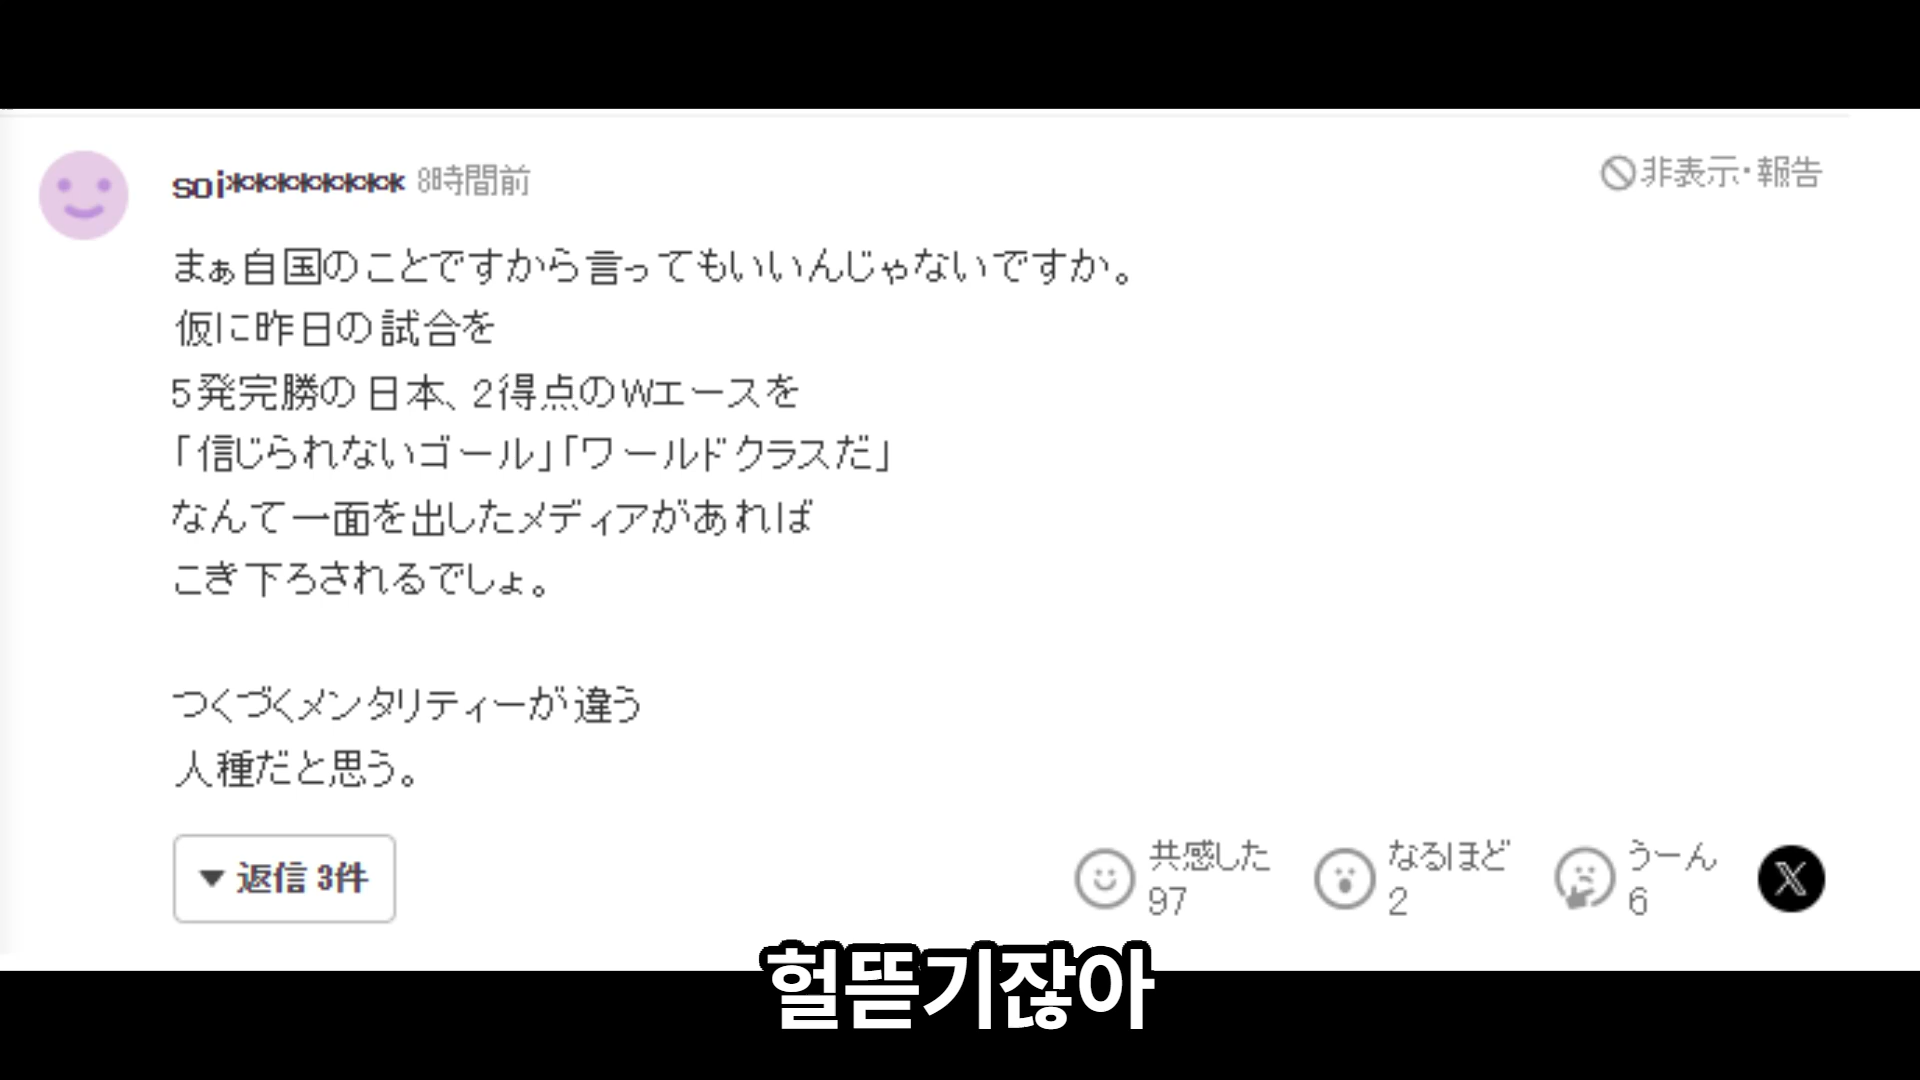 soi********* 8時間前
非表示・報告
まぁ自国のことですから言ってもいいんじゃないですか。
仮に昨日の試合を
5発完勝の日本、2得点のWエースを
「信じられないゴール」「ワールドクラスだ」
なんて一面を出したメディアがあれば
こき下ろされるでしょ。
つくづくメンタリティーが違う
人種だと思う。
返信 3件
共感した
97
なるほど
2
うーん
6
헐뜯기잖아